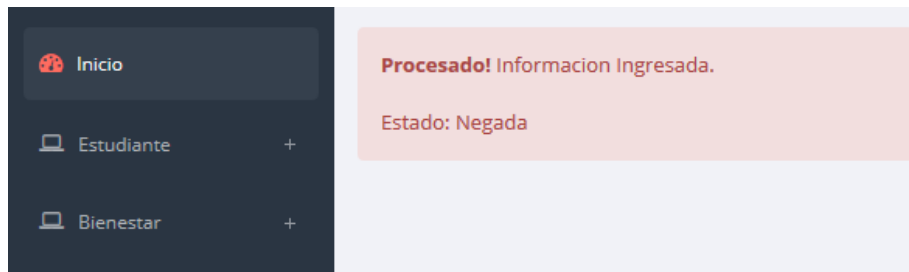 Inicio
Procesado! Informacion Ingresada.
Estado: Negada
Estudiante +
Bienestar +